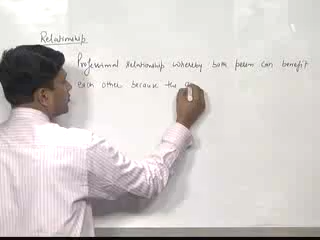 Relationship
Professional Relationship whereby both person can benefit
each other because the